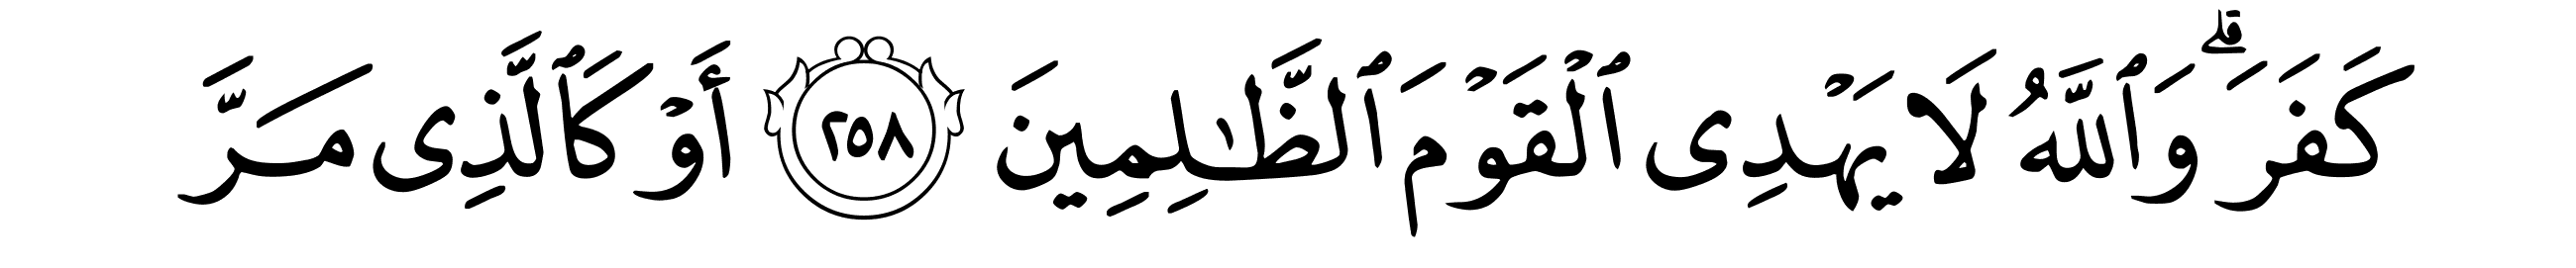 كَفَرَ ۗ وَٱللَّهُ لَا يَهْدِى ٱلْقَوْمَ ٱلظَّـٰلِمِينَ ٢٥٨ أَوْ كَٱلَّذِى مَرَّ